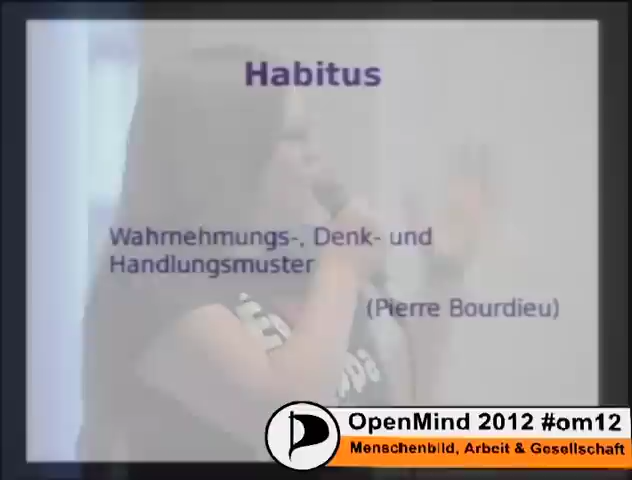 Habitus
Wahrnehmungs-, Denk- und
Handlungsmuster
(Pierre Bourdieu)
OpenMind 2012 #om12
Menschenbild, Arbeit & Gesellschaft